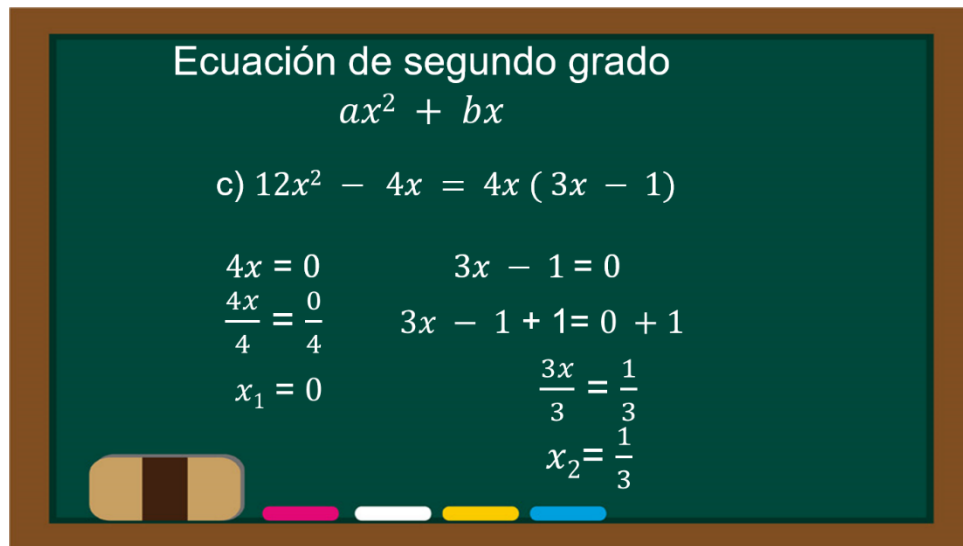 Ecuación de segundo grado
ax² + bx
c) 12x² − 4x = 4x ( 3x − 1)
4x = 0
4x/4 = 0/4
x₁ = 0
3x − 1 = 0
3x − 1 + 1= 0 + 1
3x/3 = 1/3
x₂= 1/3